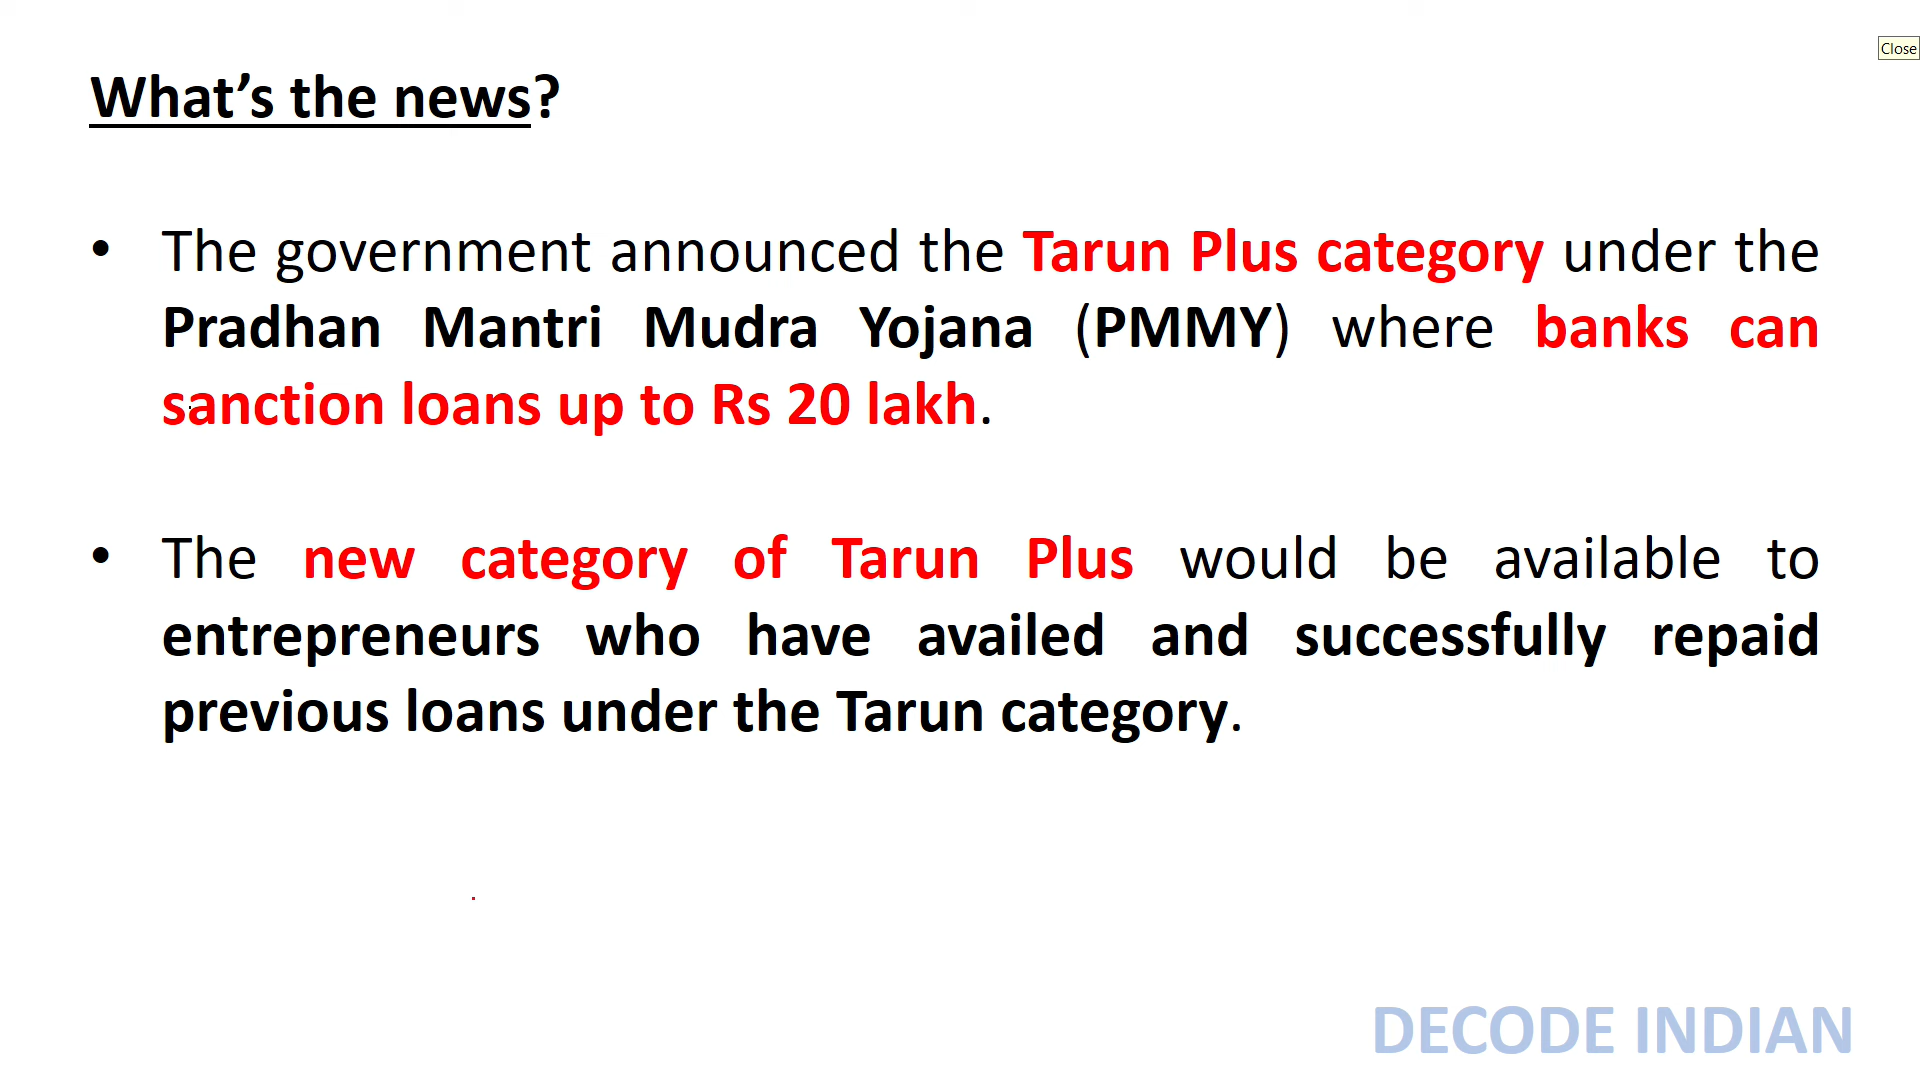 Close
What’s the news?
• The government announced the Tarun Plus category under the
Pradhan Mantri Mudra Yojana (PMMY) where banks can
sanction loans up to Rs 20 lakh.
• The new category of Tarun Plus would be available to
entrepreneurs who have availed and successfully repaid
previous loans under the Tarun category.
DECODE INDIAN